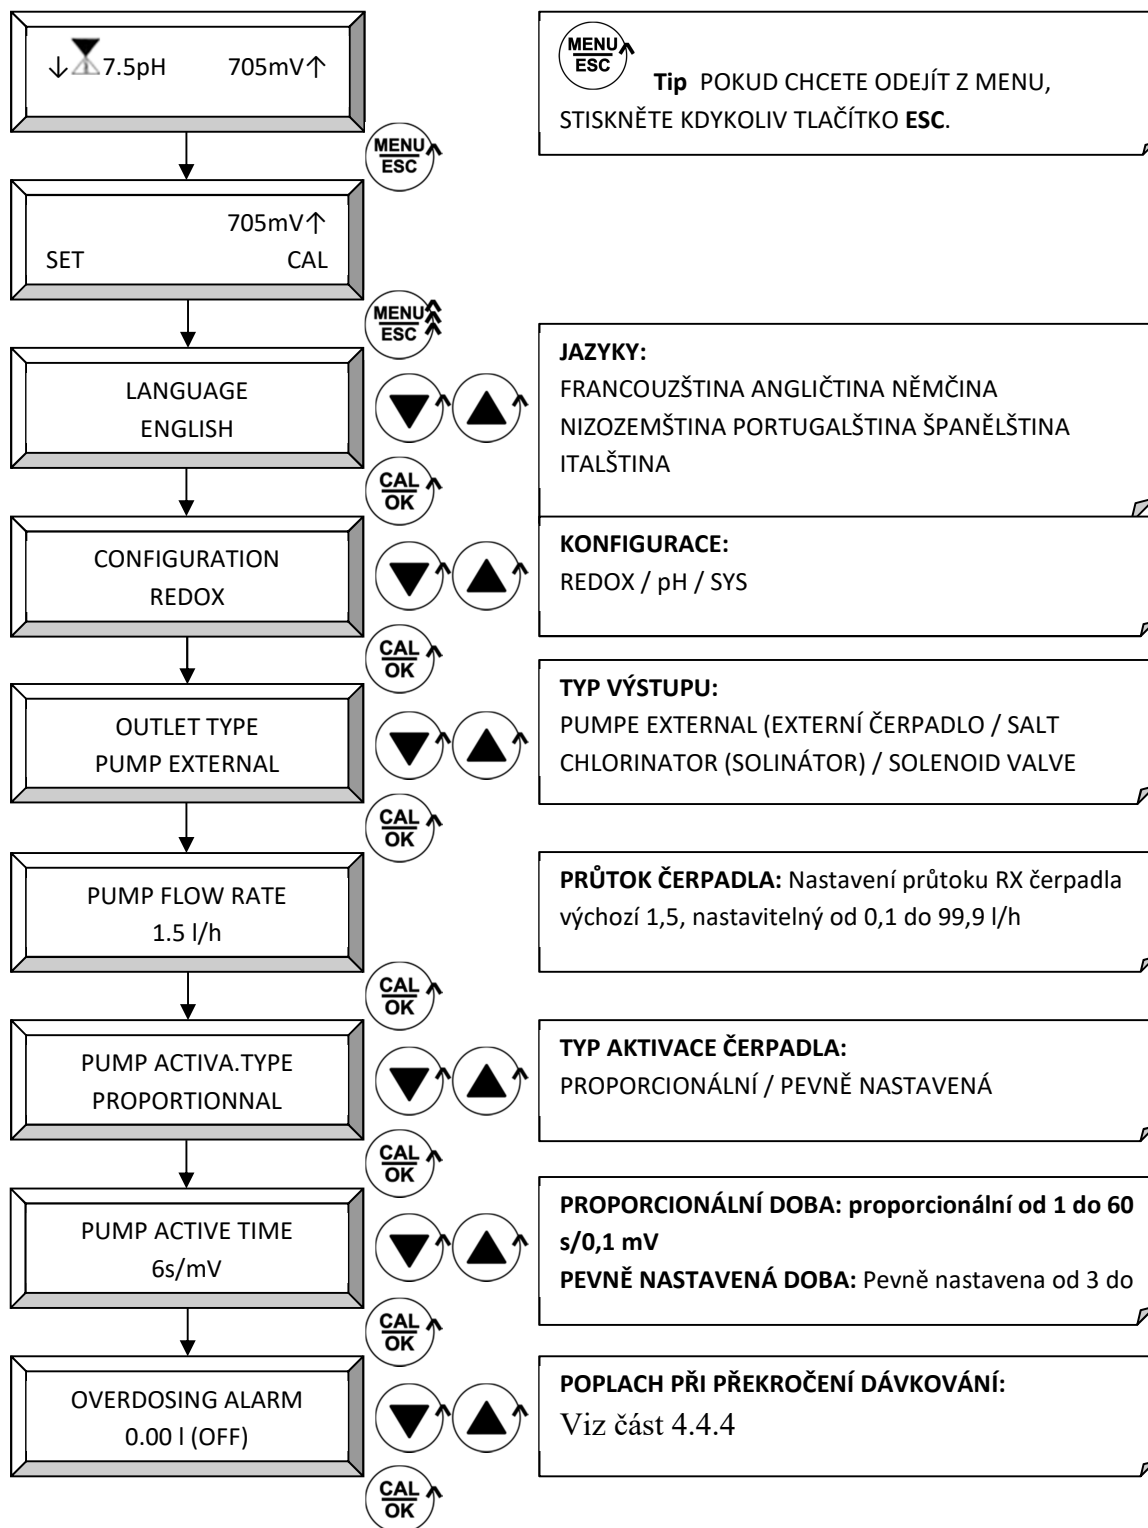 ↓ 7.5pH 705mV↑
MENU
ESC
Tip POKUD CHCETE ODEJÍT Z MENU,
STISKNĚTE KDYKOLIV TLAČÍTKO ESC.
MENU
ESC
705mV↑
SET CAL
MENU
ESC
LANGUAGE
ENGLISH
JAZYKY:
FRANCOUZŠTINA ANGLIČTINA NĚMČINA
NIZOZEMŠTINA PORTUGALŠTINA ŠPANĚLŠTINA
ITALŠTINA
CAL
OK
CONFIGURATION
REDOX
KONFIGURACE:
REDOX / pH / SYS
CAL
OK
OUTLET TYPE
PUMP EXTERNAL
TYP VÝSTUPU:
PUMPE EXTERNAL (EXTERNÍ ČERPADLO / SALT
CHLORINATOR (SOLINÁTOR) / SOLENOID VALVE
CAL
OK
PUMP FLOW RATE
1.5 l/h
PRŮTOK ČERPADLA: Nastavení průtoku RX čerpadla
výchozí 1,5, nastavitelný od 0,1 do 99,9 l/h
CAL
OK
PUMP ACTIVA.TYPE
PROPORTIONNAL
TYP AKTIVACE ČERPADLA:
PROPORCIONÁLNÍ / PEVNĚ NASTAVENÁ
CAL
OK
PUMP ACTIVE TIME
6s/mV
PROPORCIONÁLNÍ DOBA: proporcionální od 1 do 60
s/0,1 mV
PEVNĚ NASTAVENÁ DOBA: Pevně nastavena od 3 do
CAL
OK
OVERDOSING ALARM
0.00 l (OFF)
POPLACH PŘI PŘEKROČENÍ DÁVKOVÁNÍ:
Viz část 4.4.4
CAL
OK